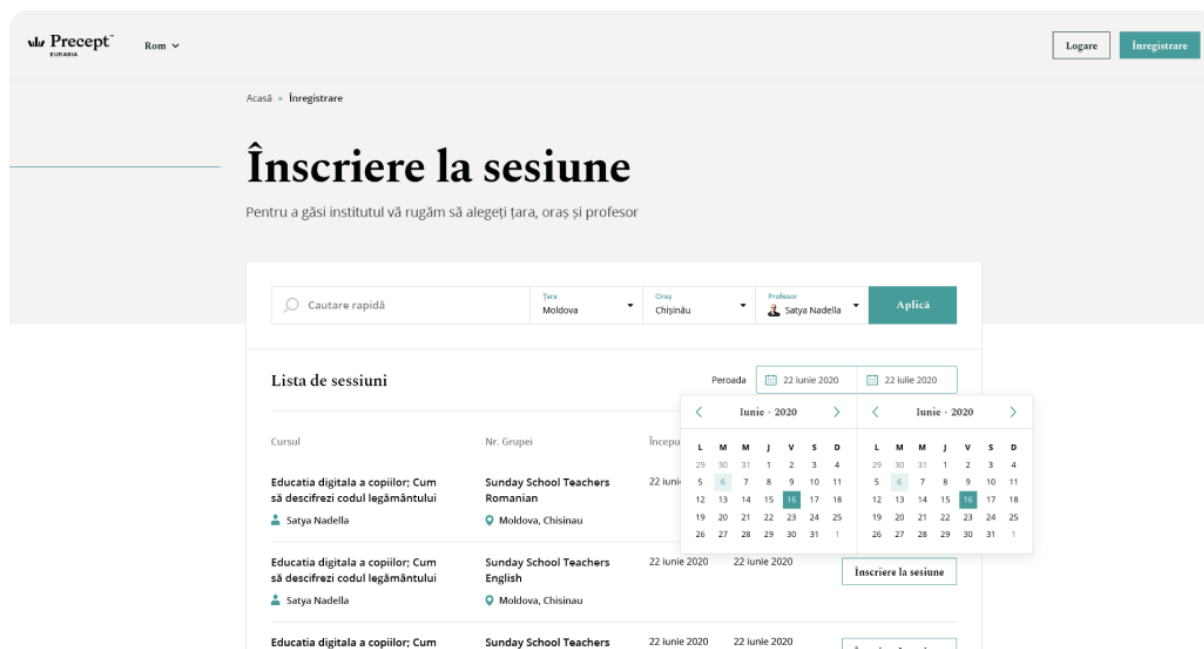 Precept™
EURASIA
Rom
Logare
Înregistrare
Acasă » Înregistrare
Înscriere la sesiune
Pentru a găsi institutul vă rugăm să alegeți țara, oraș și profesor
Cautare rapidă
Țara
Moldova
Oraș
Chișinău
Profesor
Satya Nadella
Aplică
Lista de sessiuni
Peroada
22 iunie 2020
22 iulie 2020
Iunie - 2020
L M M J V S D
29 30 31 1 2 3 4
5 6 7 8 9 10 11
12 13 14 15 16 17 18
19 20 21 22 23 24 25
26 27 28 29 30 31 1
Iunie - 2020
L M M J V S D
29 30 31 1 2 3 4
5 6 7 8 9 10 11
12 13 14 15 16 17 18
19 20 21 22 23 24 25
26 27 28 29 30 31 1
Cursul
Nr. Grupei
Educatia digitala a copiilor; Cum
să descifrezi codul legământului
Satya Nadella
Sunday School Teachers
Romanian
Moldova, Chisinau
Educatia digitala a copiilor; Cum
să descifrezi codul legământului
Satya Nadella
Sunday School Teachers
English
Moldova, Chisinau
22 iunie 2020
22 iunie 2020
Înscriere la sesiune
Educatia digitala a copiilor; Cum
Sunday School Teachers
22 iunie 2020
22 iunie 2020